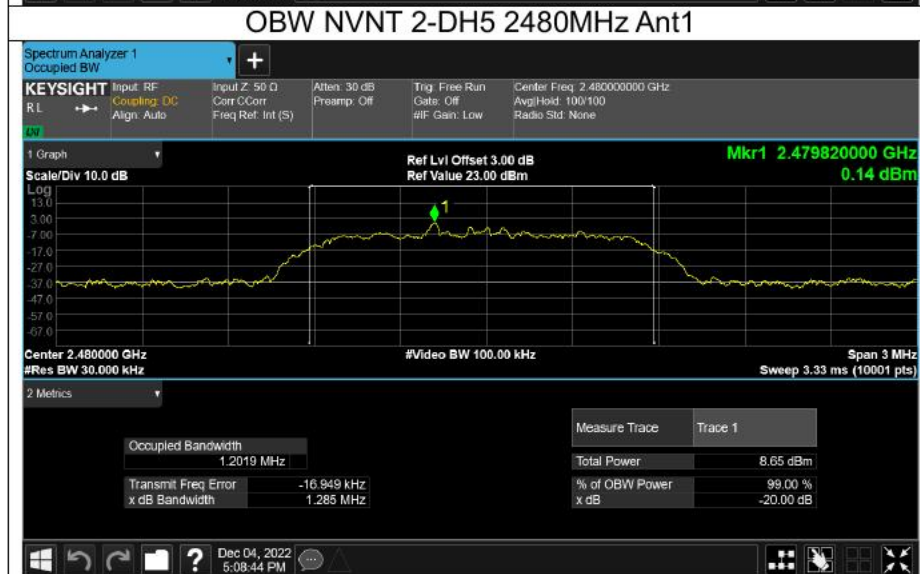 OBW NVNT 2-DH5 2480MHz Ant1
Spectrum Analyzer 1
Occupied BW
KEYSIGHT
RL
Input: RF
Coupling: DC
Align: Auto
Input Z: 50 Ω
Corr CCorr
Freq Ref: Int (S)
Atten: 30 dB
Preamp: Off
Trig: Free Run
Gate: Off
#IF Gain: Low
Center Freq: 2.480000000 GHz
Avg|Hold: 100/100
Radio Std: None
1 Graph
Scale/Div 10.0 dB
Ref Lvl Offset 3.00 dB
Ref Value 23.00 dBm
Mkr1 2.479820000 GHz
0.14 dBm
Log
13.0
3.00
-7.00
-17.0
-27.0
-37.0
-47.0
-57.0
-67.0
1
Center 2.480000 GHz
#Res BW 30.000 kHz
#Video BW 100.00 kHz
Span 3 MHz
Sweep 3.33 ms (10001 pts)
2 Metrics
Occupied Bandwidth
1.2019 MHz
Transmit Freq Error -16.949 kHz
x dB Bandwidth 1.285 MHz
Measure Trace Trace 1
Total Power 8.65 dBm
% of OBW Power 99.00 %
x dB -20.00 dB
?
Dec 04, 2022
5:08:44 PM